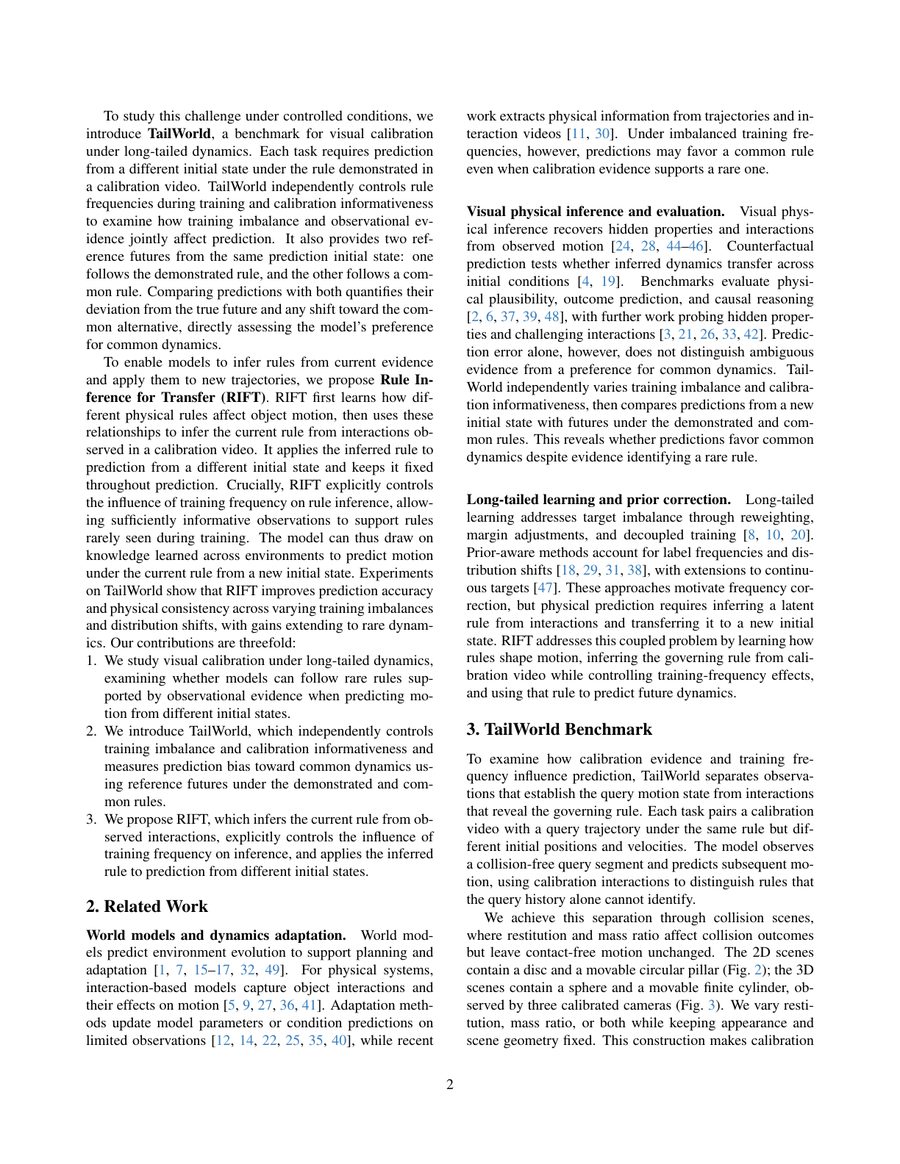 To study this challenge under controlled conditions, we
introduce TailWorld, a benchmark for visual calibration
under long-tailed dynamics. Each task requires prediction
from a different initial state under the rule demonstrated in
a calibration video. TailWorld independently controls rule
frequencies during training and calibration informativeness
to examine how training imbalance and observational ev-
idence jointly affect prediction. It also provides two ref-
erence futures from the same prediction initial state: one
follows the demonstrated rule, and the other follows a com-
mon rule. Comparing predictions with both quantifies their
deviation from the true future and any shift toward the com-
mon alternative, directly assessing the model's preference
for common dynamics.
To enable models to infer rules from current evidence
and apply them to new trajectories, we propose Rule In-
ference for Transfer (RIFT). RIFT first learns how dif-
ferent physical rules affect object motion, then uses these
relationships to infer the current rule from interactions ob-
served in a calibration video. It applies the inferred rule to
prediction from a different initial state and keeps it fixed
throughout prediction. Crucially, RIFT explicitly controls
the influence of training frequency on rule inference, allow-
ing sufficiently informative observations to support rules
rarely seen during training. The model can thus draw on
knowledge learned across environments to predict motion
under the current rule from a new initial state. Experiments
on TailWorld show that RIFT improves prediction accuracy
and physical consistency across varying training imbalances
and distribution shifts, with gains extending to rare dynam-
ics. Our contributions are threefold:
1. We study visual calibration under long-tailed dynamics,
examining whether models can follow rare rules sup-
ported by observational evidence when predicting mo-
tion from different initial states.
2. We introduce TailWorld, which independently controls
training imbalance and calibration informativeness and
measures prediction bias toward common dynamics us-
ing reference futures under the demonstrated and com-
mon rules.
3. We propose RIFT, which infers the current rule from ob-
served interactions, explicitly controls the influence of
training frequency on inference, and applies the inferred
rule to prediction from different initial states.
2. Related Work
World models and dynamics adaptation. World mod-
els predict environment evolution to support planning and
adaptation [1, 7, 15–17, 32, 49]. For physical systems,
interaction-based models capture object interactions and
their effects on motion [5, 9, 27, 36, 41]. Adaptation meth-
ods update model parameters or condition predictions on
limited observations [12, 14, 22, 25, 35, 40], while recent
work extracts physical information from trajectories and in-
teraction videos [11, 30]. Under imbalanced training fre-
quencies, however, predictions may favor a common rule
even when calibration evidence supports a rare one.
Visual physical inference and evaluation. Visual phys-
ical inference recovers hidden properties and interactions
from observed motion [24, 28, 44–46]. Counterfactual
prediction tests whether inferred dynamics transfer across
initial conditions [4, 19]. Benchmarks evaluate physi-
cal plausibility, outcome prediction, and causal reasoning
[2, 6, 37, 39, 48], with further work probing hidden proper-
ties and challenging interactions [3, 21, 26, 33, 42]. Predic-
tion error alone, however, does not distinguish ambiguous
evidence from a preference for common dynamics. Tail-
World independently varies training imbalance and calibra-
tion informativeness, then compares predictions from a new
initial state with futures under the demonstrated and com-
mon rules. This reveals whether predictions favor common
dynamics despite evidence identifying a rare rule.
Long-tailed learning and prior correction. Long-tailed
learning addresses target imbalance through reweighting,
margin adjustments, and decoupled training [8, 10, 20].
Prior-aware methods account for label frequencies and dis-
tribution shifts [18, 29, 31, 38], with extensions to continu-
ous targets [47]. These approaches motivate frequency cor-
rection, but physical prediction requires inferring a latent
rule from interactions and transferring it to a new initial
state. RIFT addresses this coupled problem by learning how
rules shape motion, inferring the governing rule from cali-
bration video while controlling training-frequency effects,
and using that rule to predict future dynamics.
3. TailWorld Benchmark
To examine how calibration evidence and training fre-
quency influence prediction, TailWorld separates observa-
tions that establish the query motion state from interactions
that reveal the governing rule. Each task pairs a calibration
video with a query trajectory under the same rule but dif-
ferent initial positions and velocities. The model observes
a collision-free query segment and predicts subsequent mo-
tion, using calibration interactions to distinguish rules that
the query history alone cannot identify.
We achieve this separation through collision scenes,
where restitution and mass ratio affect collision outcomes
but leave contact-free motion unchanged. The 2D scenes
contain a disc and a movable circular pillar (Fig. 2); the 3D
scenes contain a sphere and a movable finite cylinder, ob-
served by three calibrated cameras (Fig. 3). We vary resti-
tution, mass ratio, or both while keeping appearance and
scene geometry fixed. This construction makes calibration
2